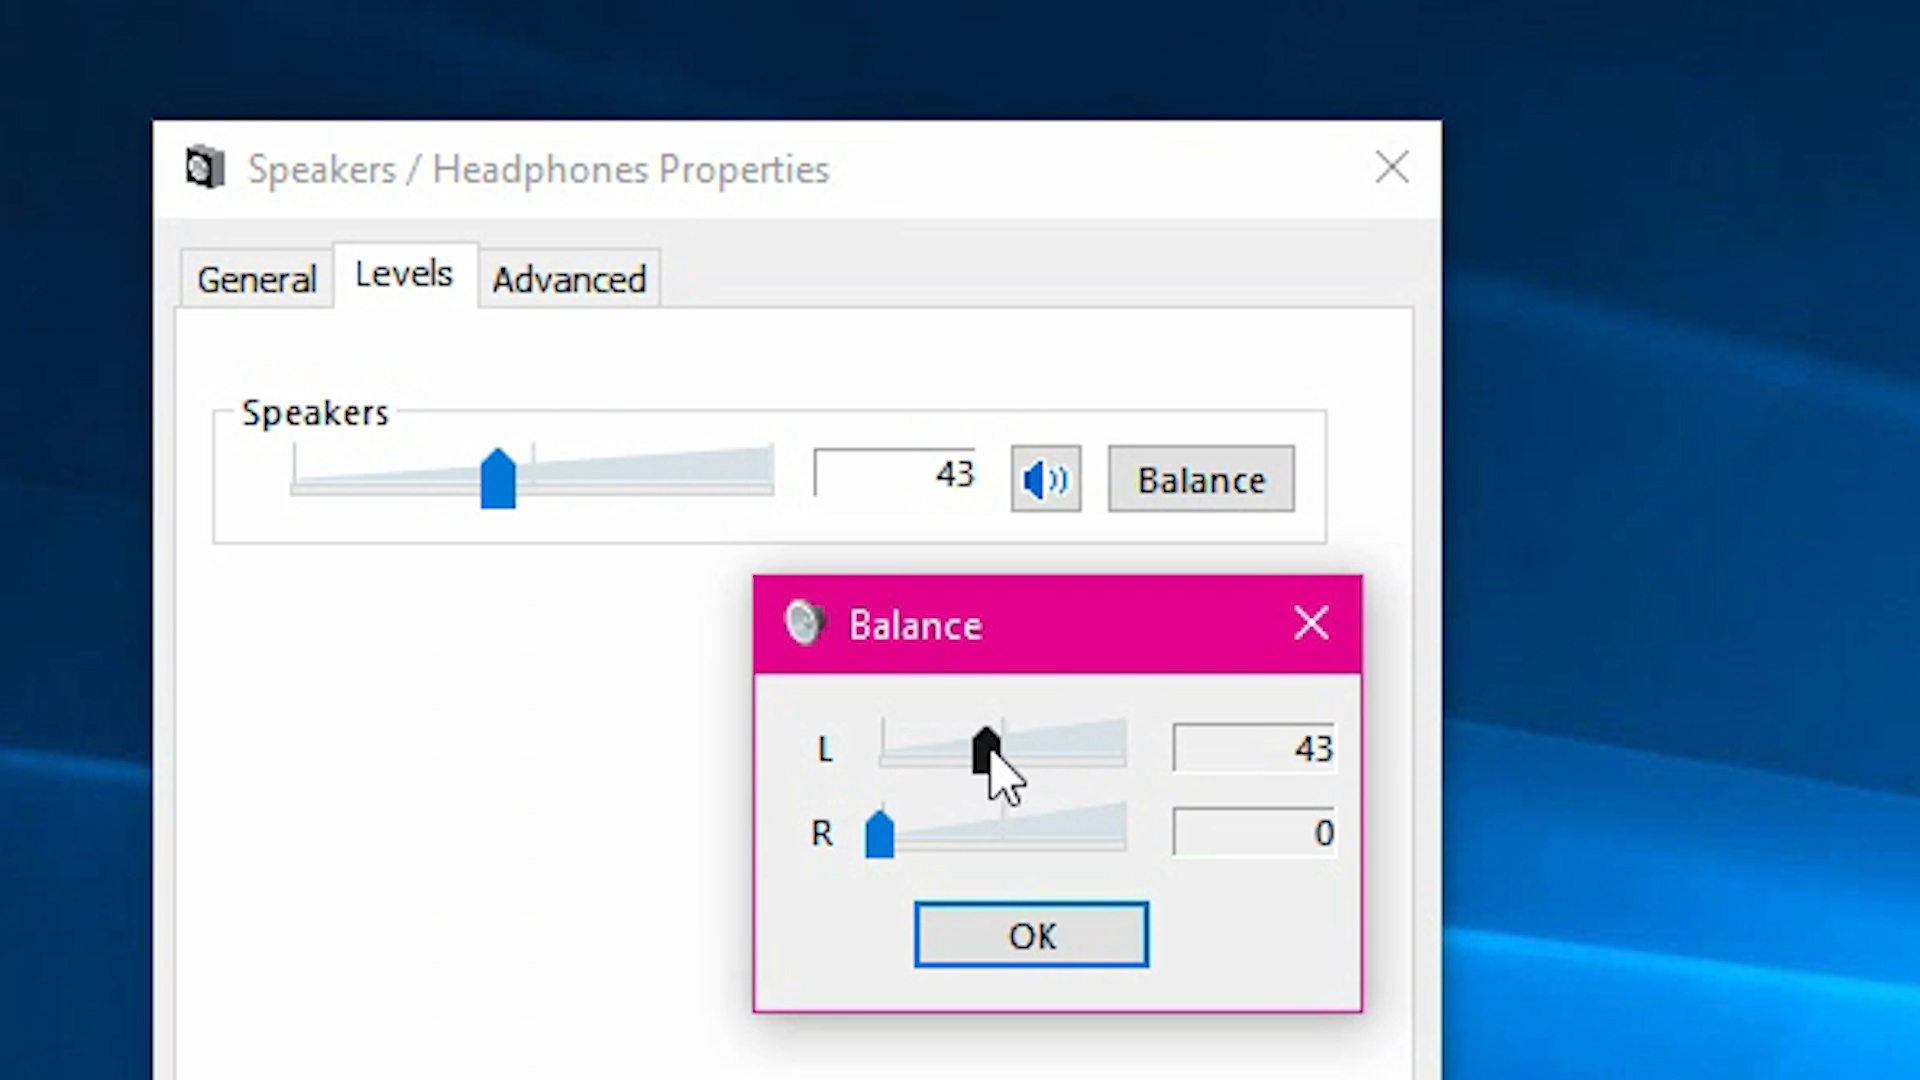 Speakers / Headphones Properties
General Levels Advanced
Speakers
43 Balance
Balance
L 43
R 0
OK